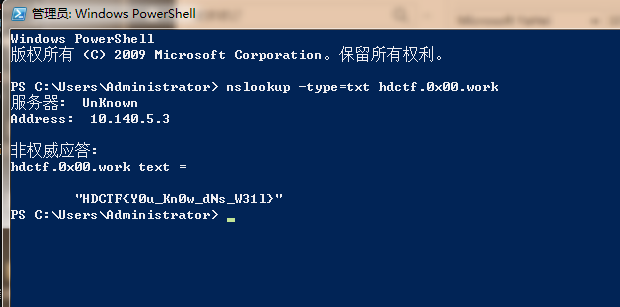 管理员: Windows PowerShell
Windows PowerShell
版权所有 (C) 2009 Microsoft Corporation。保留所有权利。
PS C:\Users\Administrator> nslookup -type=txt hdctf.0x00.work
服务器:  UnKnown
Address:  10.140.5.3
非权威应答:
hdctf.0x00.work text =
"HDCTF{Y0u_Kn0w_dNs_W31l}"
PS C:\Users\Administrator>